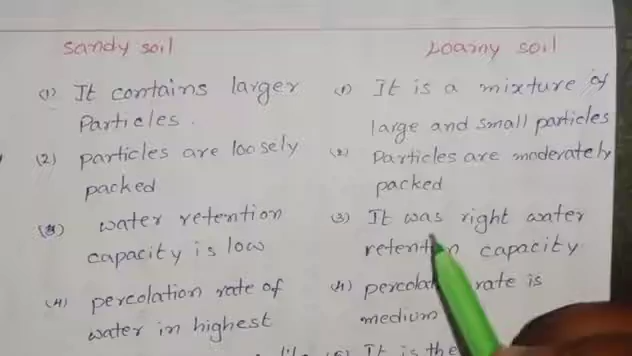 Sandy soil
(1) It contains larger
Particles.
(2) particles are loosely
packed
(3) water retention
capacity is low
(4) percolation rate of
water in highest
Loamy soil
(1) It is a mixture of
large and small particles
(2) Particles are moderately
packed
(3) It was right water
capacity
(4) rate is
medium
It is the